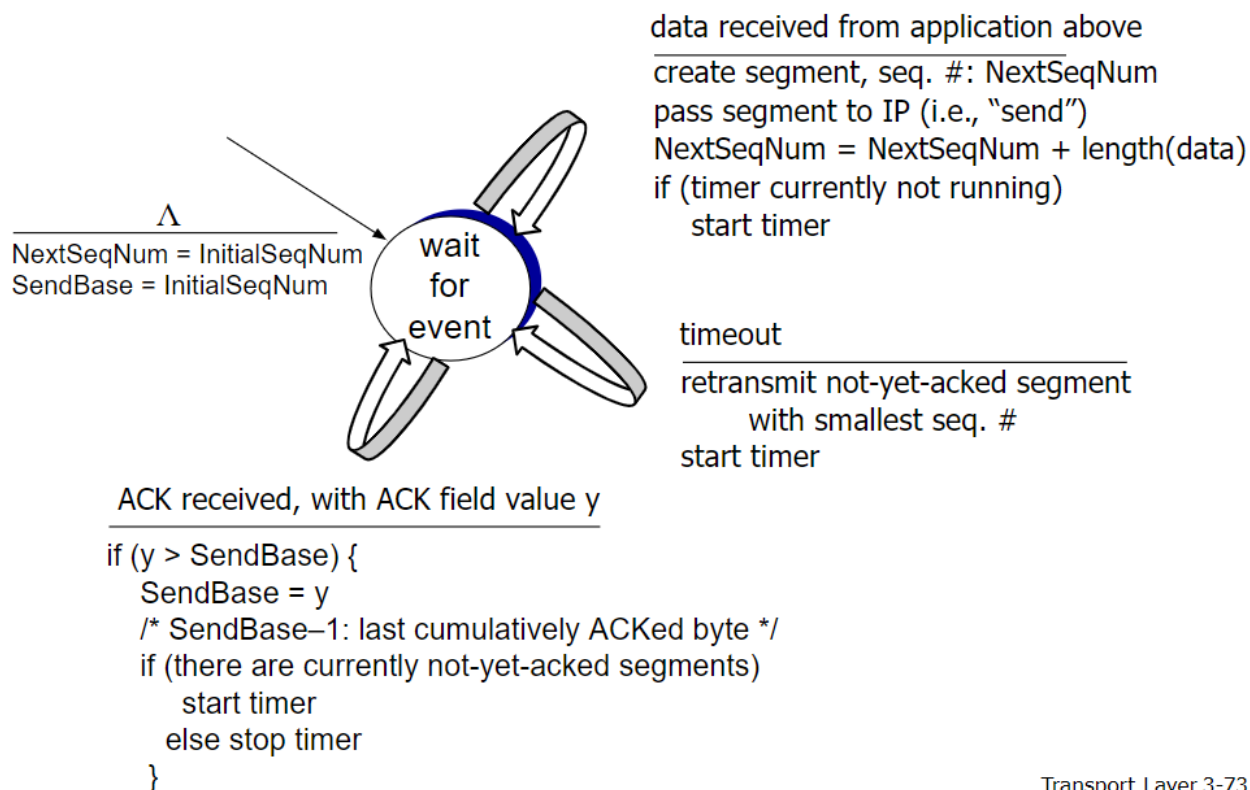 data received from application above
create segment, seq. #: NextSeqNum
pass segment to IP (i.e., “send”)
NextSeqNum = NextSeqNum + length(data)
if (timer currently not running)
start timer
Λ
NextSeqNum = InitialSeqNum
SendBase = InitialSeqNum
wait
for
event
timeout
retransmit not-yet-acked segment
with smallest seq. #
start timer
ACK received, with ACK field value y
if (y > SendBase) {
SendBase = y
/* SendBase–1: last cumulatively ACKed byte */
if (there are currently not-yet-acked segments)
start timer
else stop timer
}
Transport Layer 3-73